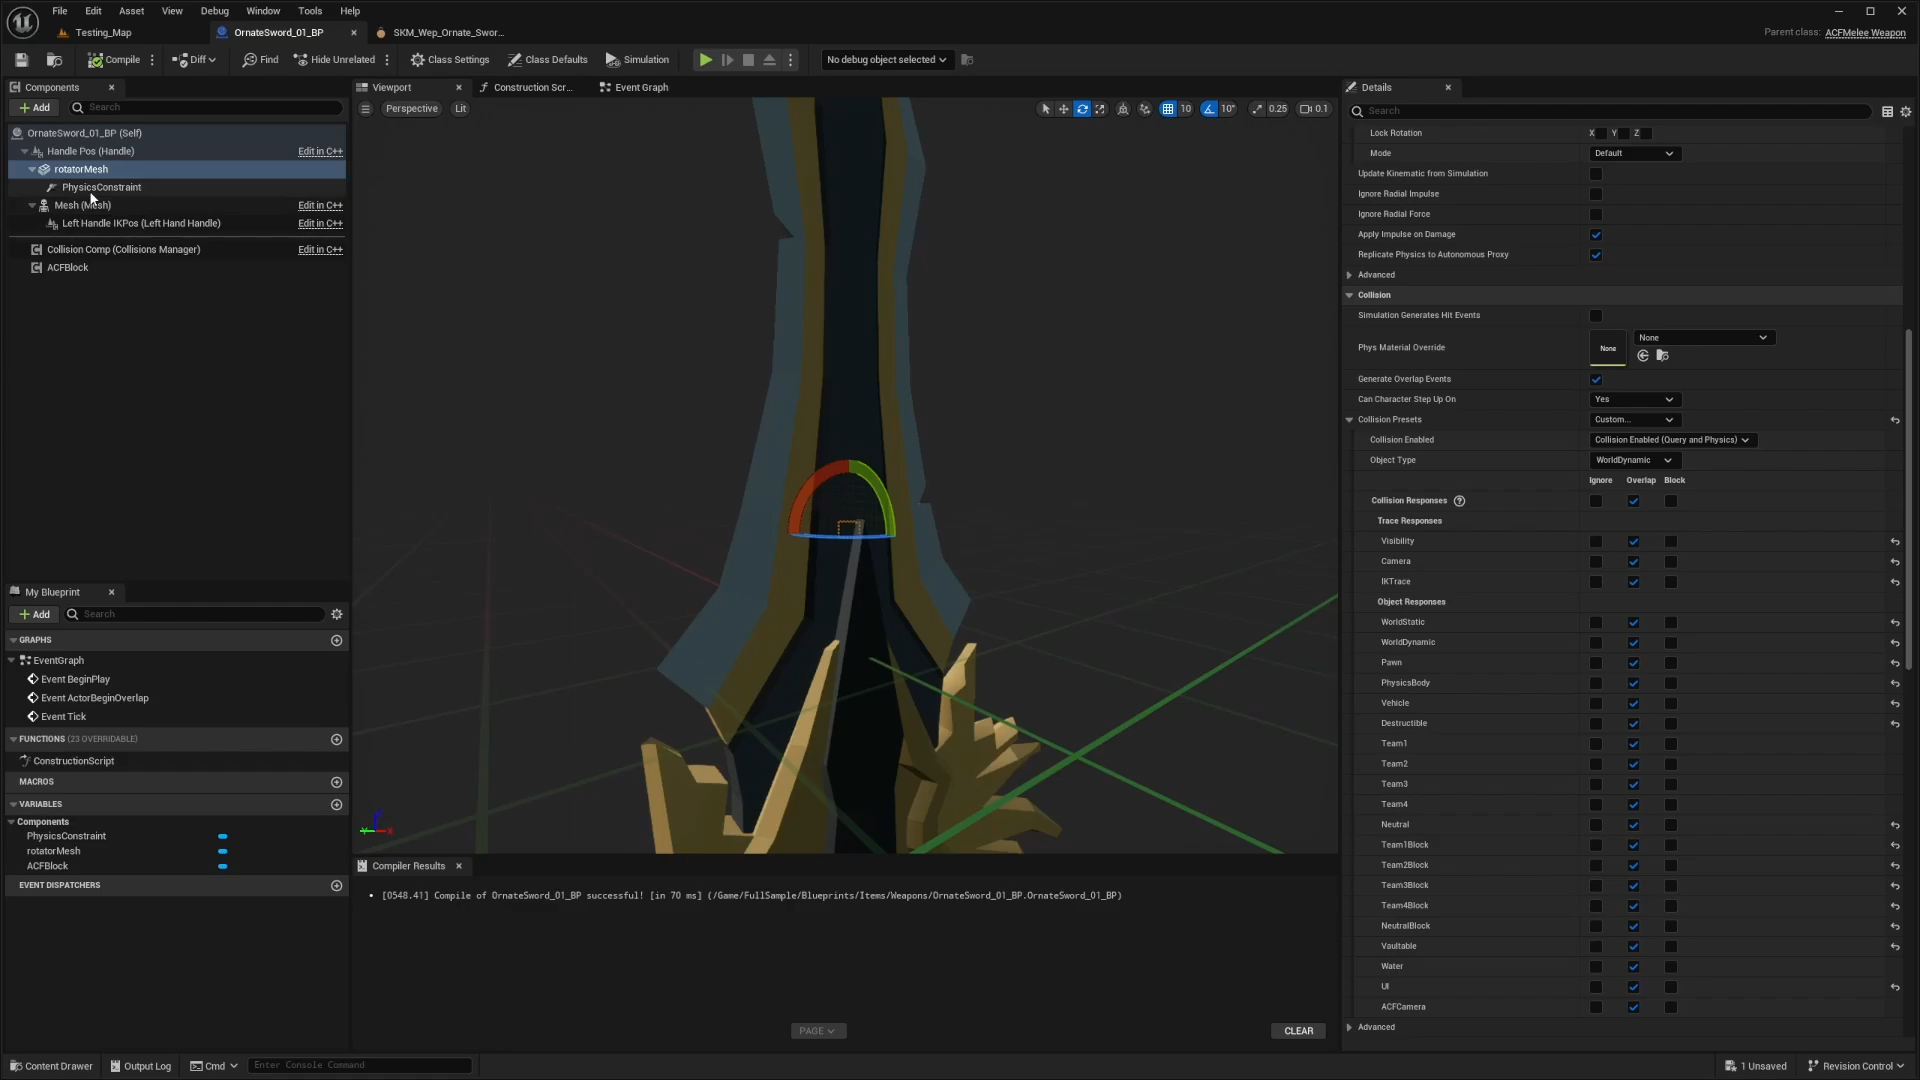 File Edit Asset View Debug Window Tools Help
Testing_Map OrnateSword_01_BP SKM_Wep_Ornate_Swor...
Parent class: ACFMelee Weapon
Compile Diff Find Hide Unrelated Class Settings Class Defaults Simulation No debug object selected
Components
Add Search
OrnateSword_01_BP (Self)
Handle Pos (Handle) Edit in C++
rotatorMesh
PhysicsConstraint
Mesh (Mesh) Edit in C++
Left Handle IKPos (Left Hand Handle) Edit in C++
Collision Comp (Collisions Manager) Edit in C++
ACFBlock
My Blueprint
Add Search
GRAPHS
EventGraph
Event BeginPlay
Event ActorBeginOverlap
Event Tick
FUNCTIONS (23 OVERRIDABLE)
ConstructionScript
MACROS
VARIABLES
Components
PhysicsConstraint
rotatorMesh
ACFBlock
EVENT DISPATCHERS
Viewport Construction Scr... Event Graph
Perspective Lit 10 10° 0.25 0.1
Compiler Results
[0548.41] Compile of OrnateSword_01_BP successful! [in 70 ms] (/Game/FullSample/Blueprints/Items/Weapons/OrnateSword_01_BP.OrnateSword_01_BP)
PAGE CLEAR
Details
Search
Lock Rotation X Y Z
Mode Default
Update Kinematic from Simulation
Ignore Radial Impulse
Ignore Radial Force
Apply Impulse on Damage
Replicate Physics to Autonomous Proxy
Advanced
Collision
Simulation Generates Hit Events
Phys Material Override None None
Generate Overlap Events
Can Character Step Up On Yes
Collision Presets Custom...
Collision Enabled Collision Enabled (Query and Physics)
Object Type WorldDynamic
Ignore Overlap Block
Collision Responses ?
Trace Responses
Visibility
Camera
IKTrace
Object Responses
WorldStatic
WorldDynamic
Pawn
PhysicsBody
Vehicle
Destructible
Team1
Team2
Team3
Team4
Neutral
Team1Block
Team2Block
Team3Block
Team4Block
NeutralBlock
Vaultable
Water
UI
ACFCamera
Advanced
Content Drawer Output Log Cmd Enter Console Command 1 Unsaved Revision Control